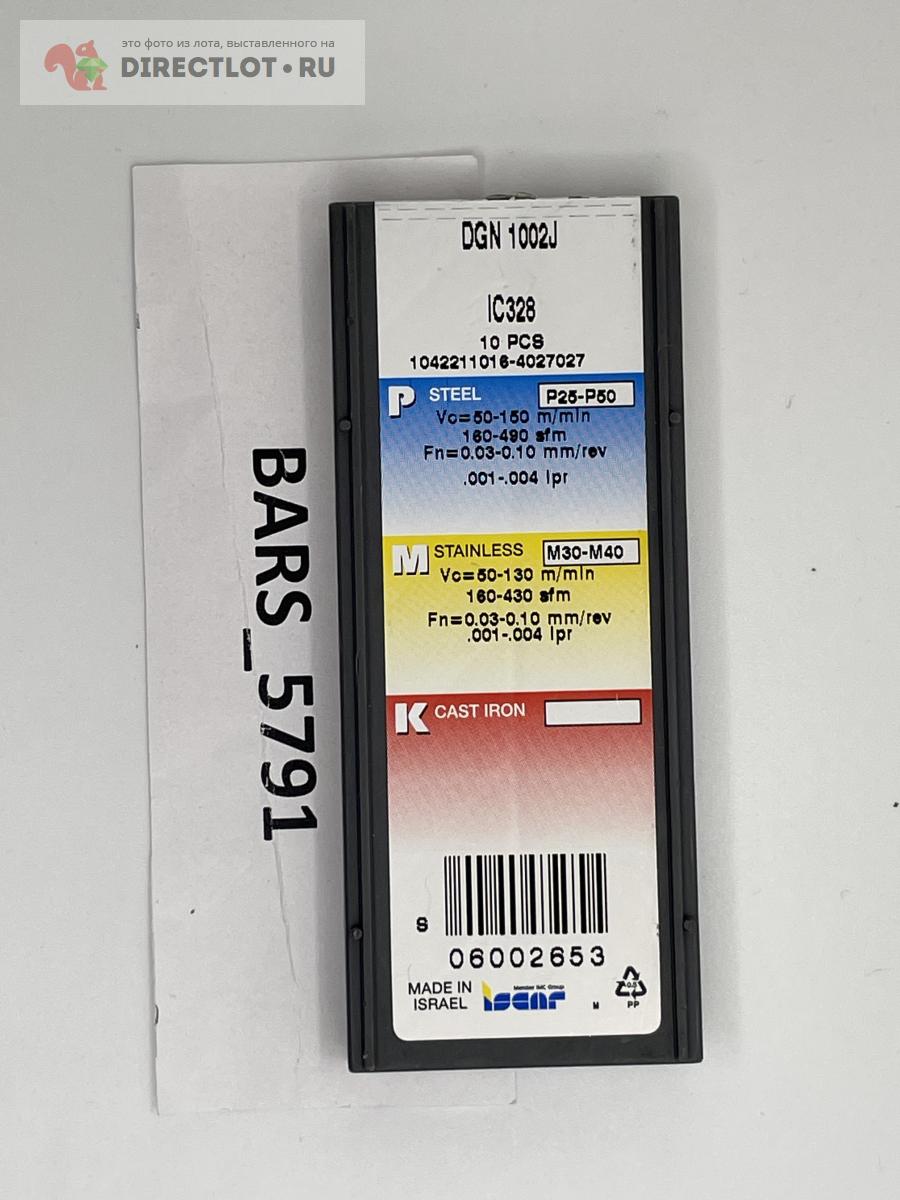 это фото из лота, выставленного на
DIRECTLOT•RU
DGN 1002J
IC328
10 PCS
1042211016-4027027
P STEEL P25-P50
Vc=50-150 m/min
160-490 sfm
Fn=0.03-0.10 mm/rev
.001-.004 ipr
M STAINLESS M30-M40
Vc=50-130 m/min
160-430 sfm
Fn=0.03-0.10 mm/rev
.001-.004 ipr
K CAST IRON
S
06002653
MADE IN
ISRAEL
Member IMC Group
iscar
M
PP
BARS_5791